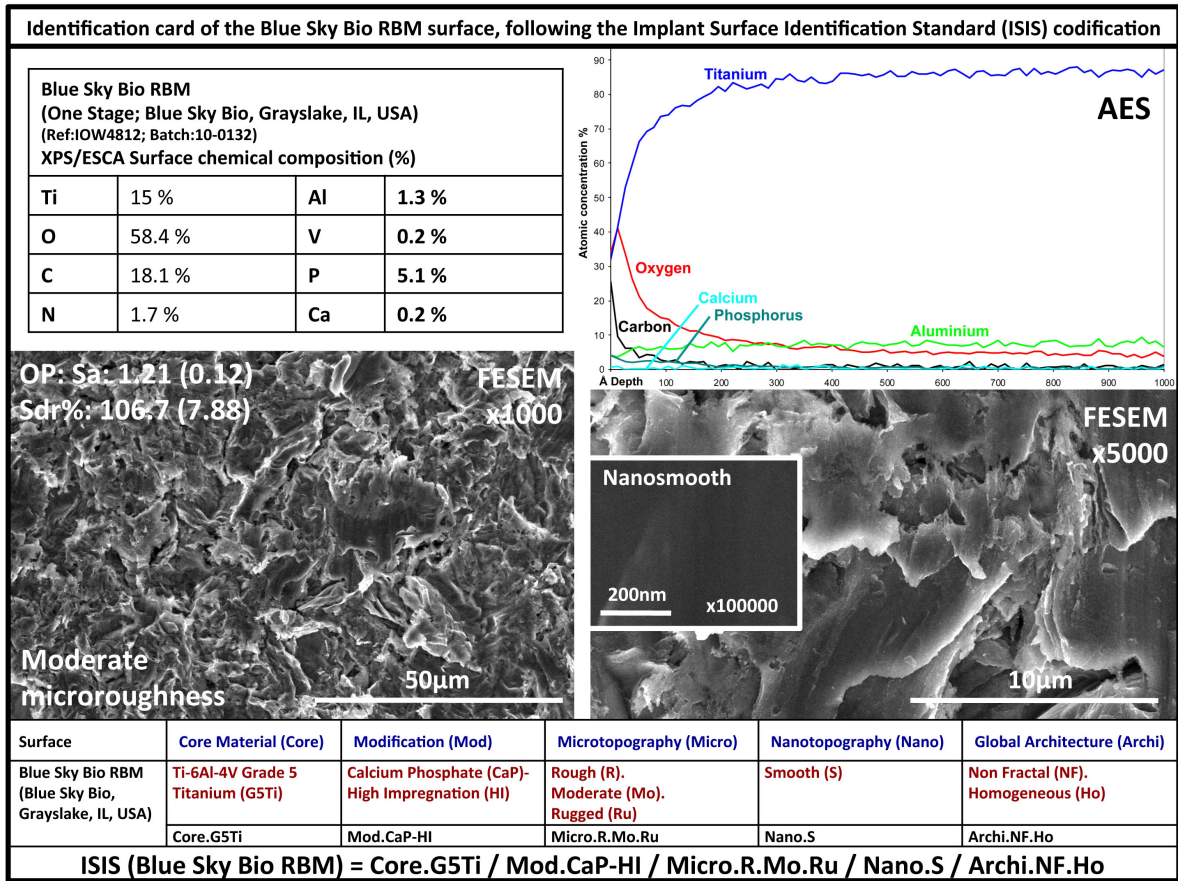 Identification card of the Blue Sky Bio RBM surface, following the Implant Surface Identification Standard (ISIS) codification
Blue Sky Bio RBM
(One Stage; Blue Sky Bio, Grayslake, IL, USA)
(Ref:IOW4812; Batch:10-0132)
XPS/ESCA Surface chemical composition (%)
Ti 15 % Al 1.3 %
O 58.4 % V 0.2 %
C 18.1 % P 5.1 %
N 1.7 % Ca 0.2 %
AES
Atomic concentration %
90
80
70
60
50
40
30
20
10
0
Titanium
Oxygen
Calcium
Phosphorus
Carbon
Aluminium
Å Depth 100 200 300 400 500 600 700 800 900 1000
OP: Sa: 1.21 (0.12)
Sdr%: 106.7 (7.88)
FESEM
x1000
Moderate
microroughness
50µm
FESEM
x5000
Nanosmooth
200nm
x100000
10µm
Surface Core Material (Core) Modification (Mod) Microtopography (Micro) Nanotopography (Nano) Global Architecture (Archi)
Blue Sky Bio RBM
(Blue Sky Bio,
Grayslake, IL, USA)
Ti-6Al-4V Grade 5
Titanium (G5Ti)
Calcium Phosphate (CaP)-
High Impregnation (HI)
Rough (R).
Moderate (Mo).
Rugged (Ru)
Smooth (S)
Non Fractal (NF).
Homogeneous (Ho)
Core.G5Ti Mod.CaP-HI Micro.R.Mo.Ru Nano.S Archi.NF.Ho
ISIS (Blue Sky Bio RBM) = Core.G5Ti / Mod.CaP-HI / Micro.R.Mo.Ru / Nano.S / Archi.NF.Ho